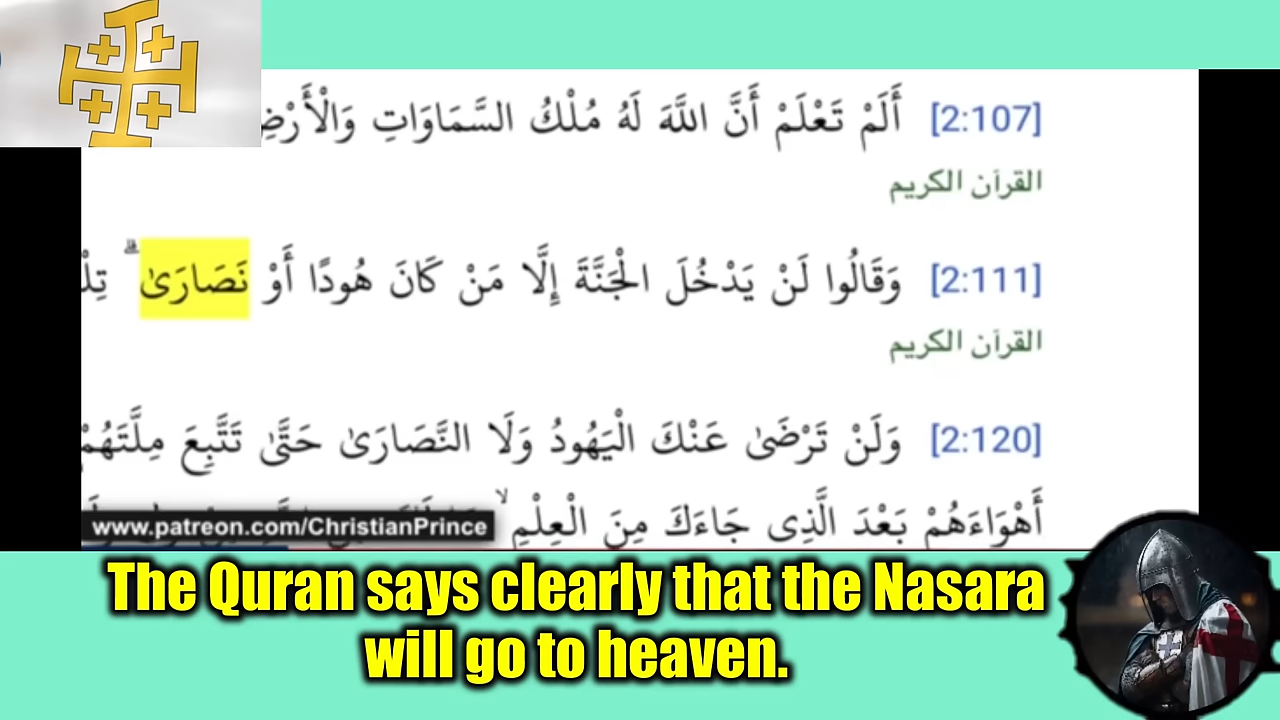 [2:107] أَلَمْ تَعْلَمْ أَنَّ اللَّهَ لَهُ مُلْكُ السَّمَاوَاتِ وَالْأَرْضِ
القرآن الكريم
[2:111] وَقَالُوا لَنْ يَدْخُلَ الْجَنَّةَ إِلَّا مَنْ كَانَ هُودًا أَوْ نَصَارَىٰ ۗ
القرآن الكريم
[2:120] وَلَنْ تَرْضَىٰ عَنْكَ الْيَهُودُ وَلَا النَّصَارَىٰ حَتَّىٰ تَتَّبِعَ مِلَّتَهُمْ
أَهْوَاءَهُمْ بَعْدَ الَّذِي جَاءَكَ مِنَ الْعِلْمِ ۙ
www.patreon.com/ChristianPrince
The Quran says clearly that the Nasara
will go to heaven.